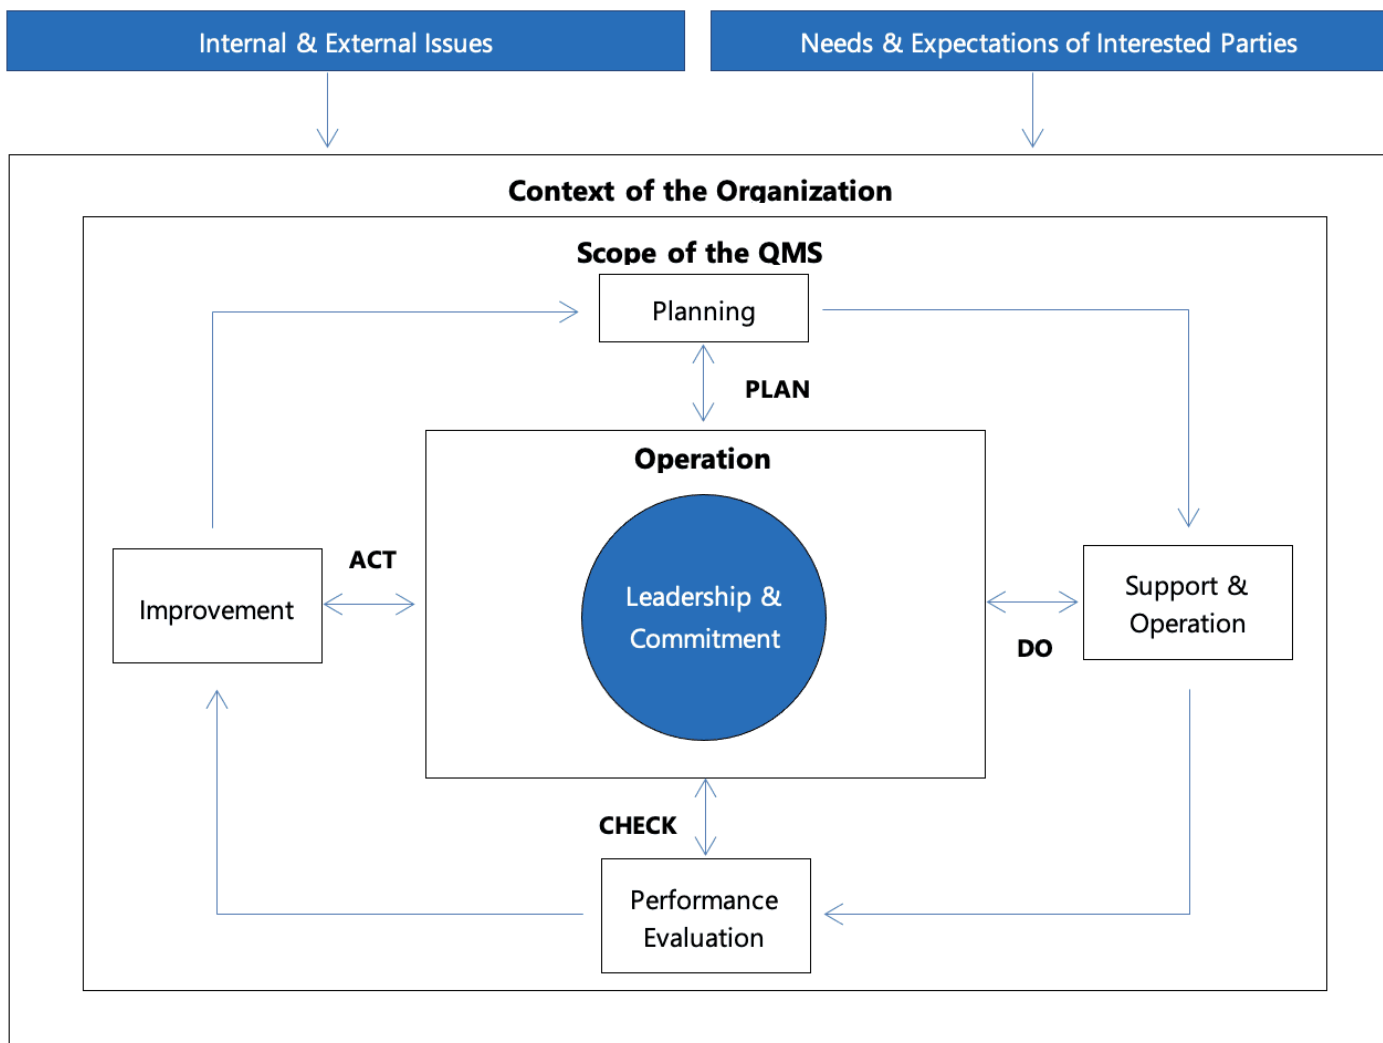 Internal & External Issues
Needs & Expectations of Interested Parties
Context of the Organization
Scope of the QMS
Planning
PLAN
Operation
ACT
Improvement
Leadership &
Commitment
Support &
Operation
DO
CHECK
Performance
Evaluation